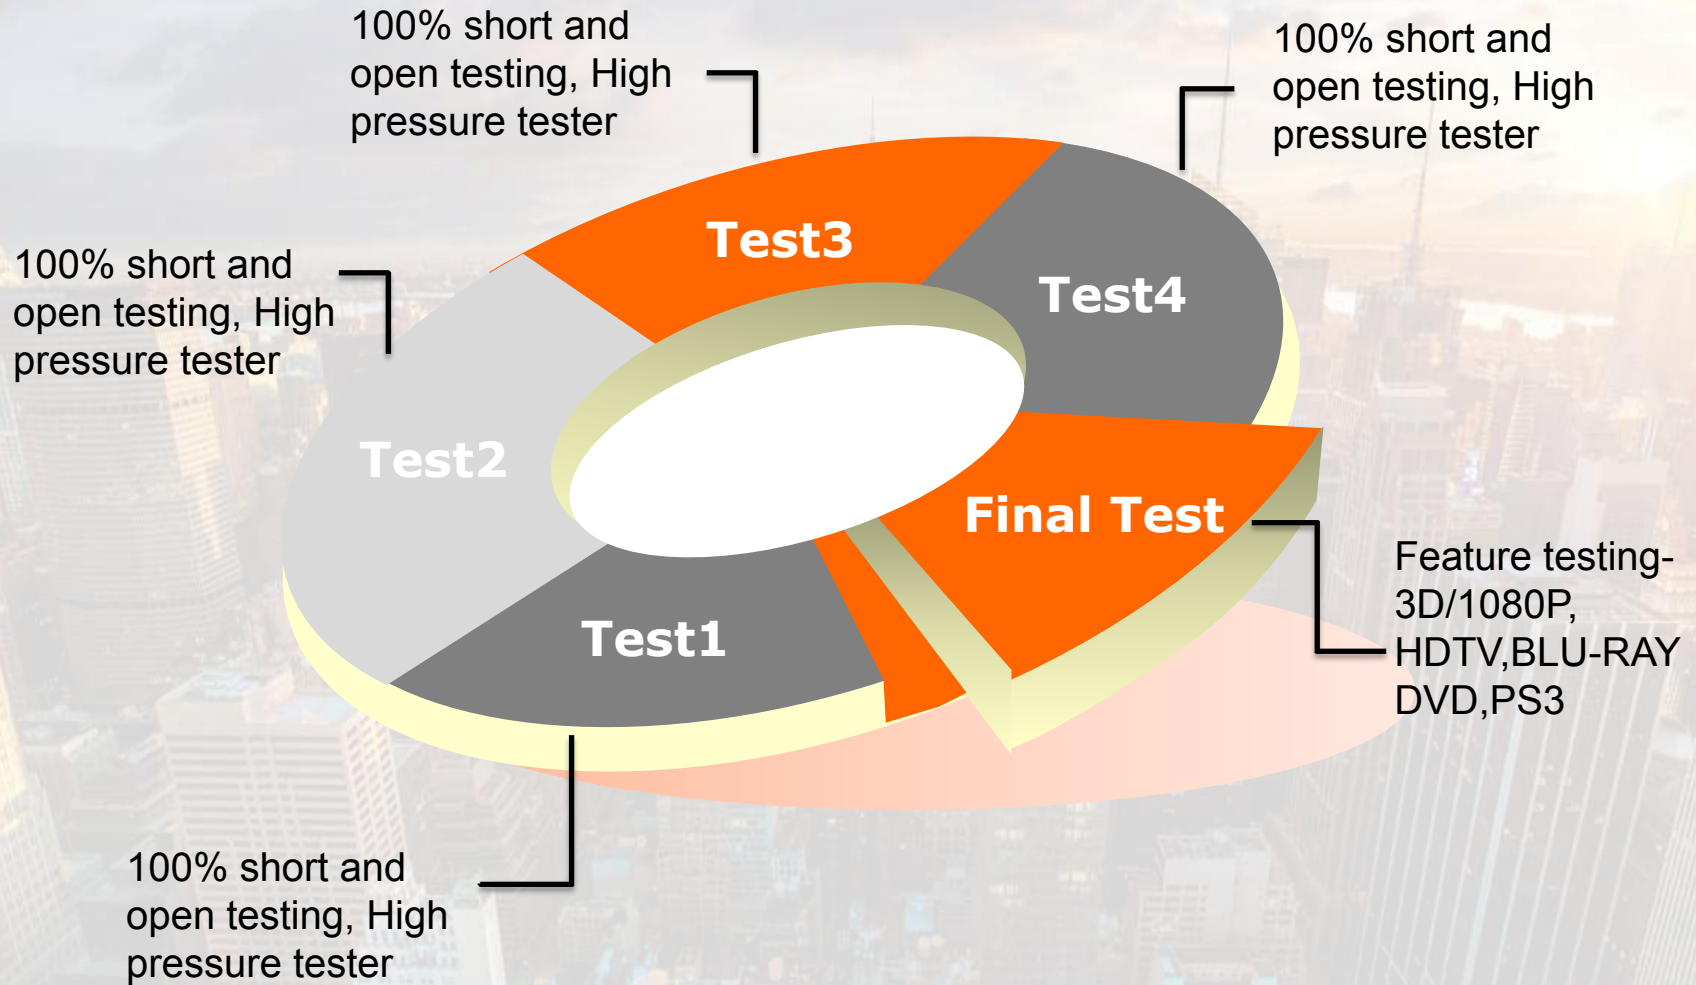 100% short and
open testing, High
pressure tester
100% short and
open testing, High
pressure tester
Test3
Test4
100% short and
open testing, High
pressure tester
Test2
Final Test
Feature testing-
3D/1080P,
HDTV,BLU-RAY
DVD,PS3
Test1
100% short and
open testing, High
pressure tester